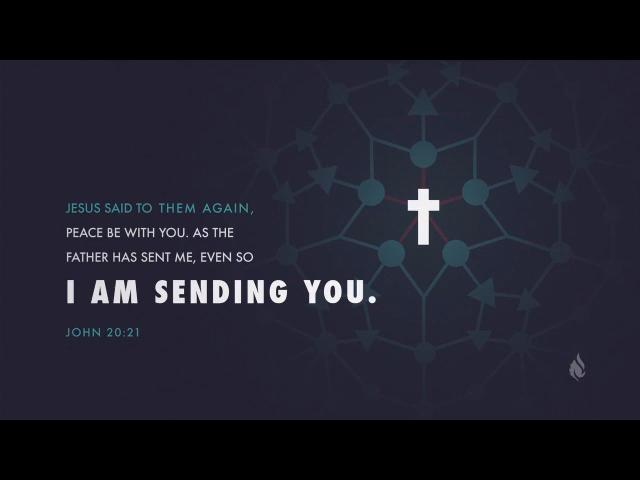 JESUS SAID TO THEM AGAIN,
PEACE BE WITH YOU. AS THE
FATHER HAS SENT ME, EVEN SO
I AM SENDING YOU.
JOHN 20:21